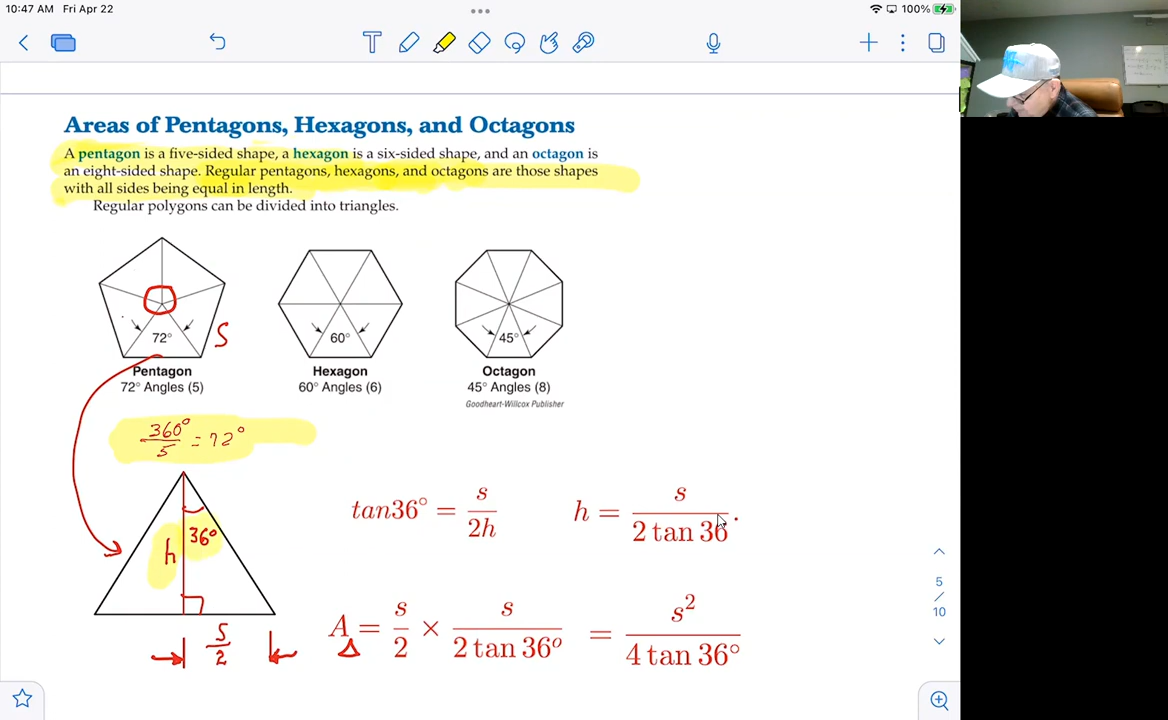 10:47 AM Fri Apr 22
100%
Areas of Pentagons, Hexagons, and Octagons
A pentagon is a five-sided shape, a hexagon is a six-sided shape, and an octagon is
an eight-sided shape. Regular pentagons, hexagons, and octagons are those shapes
with all sides being equal in length.
Regular polygons can be divided into triangles.
72° S
60°
45°
Pentagon
72° Angles (5)
Hexagon
60° Angles (6)
Octagon
45° Angles (8)
Goodheart-Willcox Publisher
360°/5 = 72°
h 36°
S/2
tan36° = s/2h
h = s/2 tan 36.
A△ = s/2 × s/2 tan 36° = s²/4 tan 36°
5
/
10